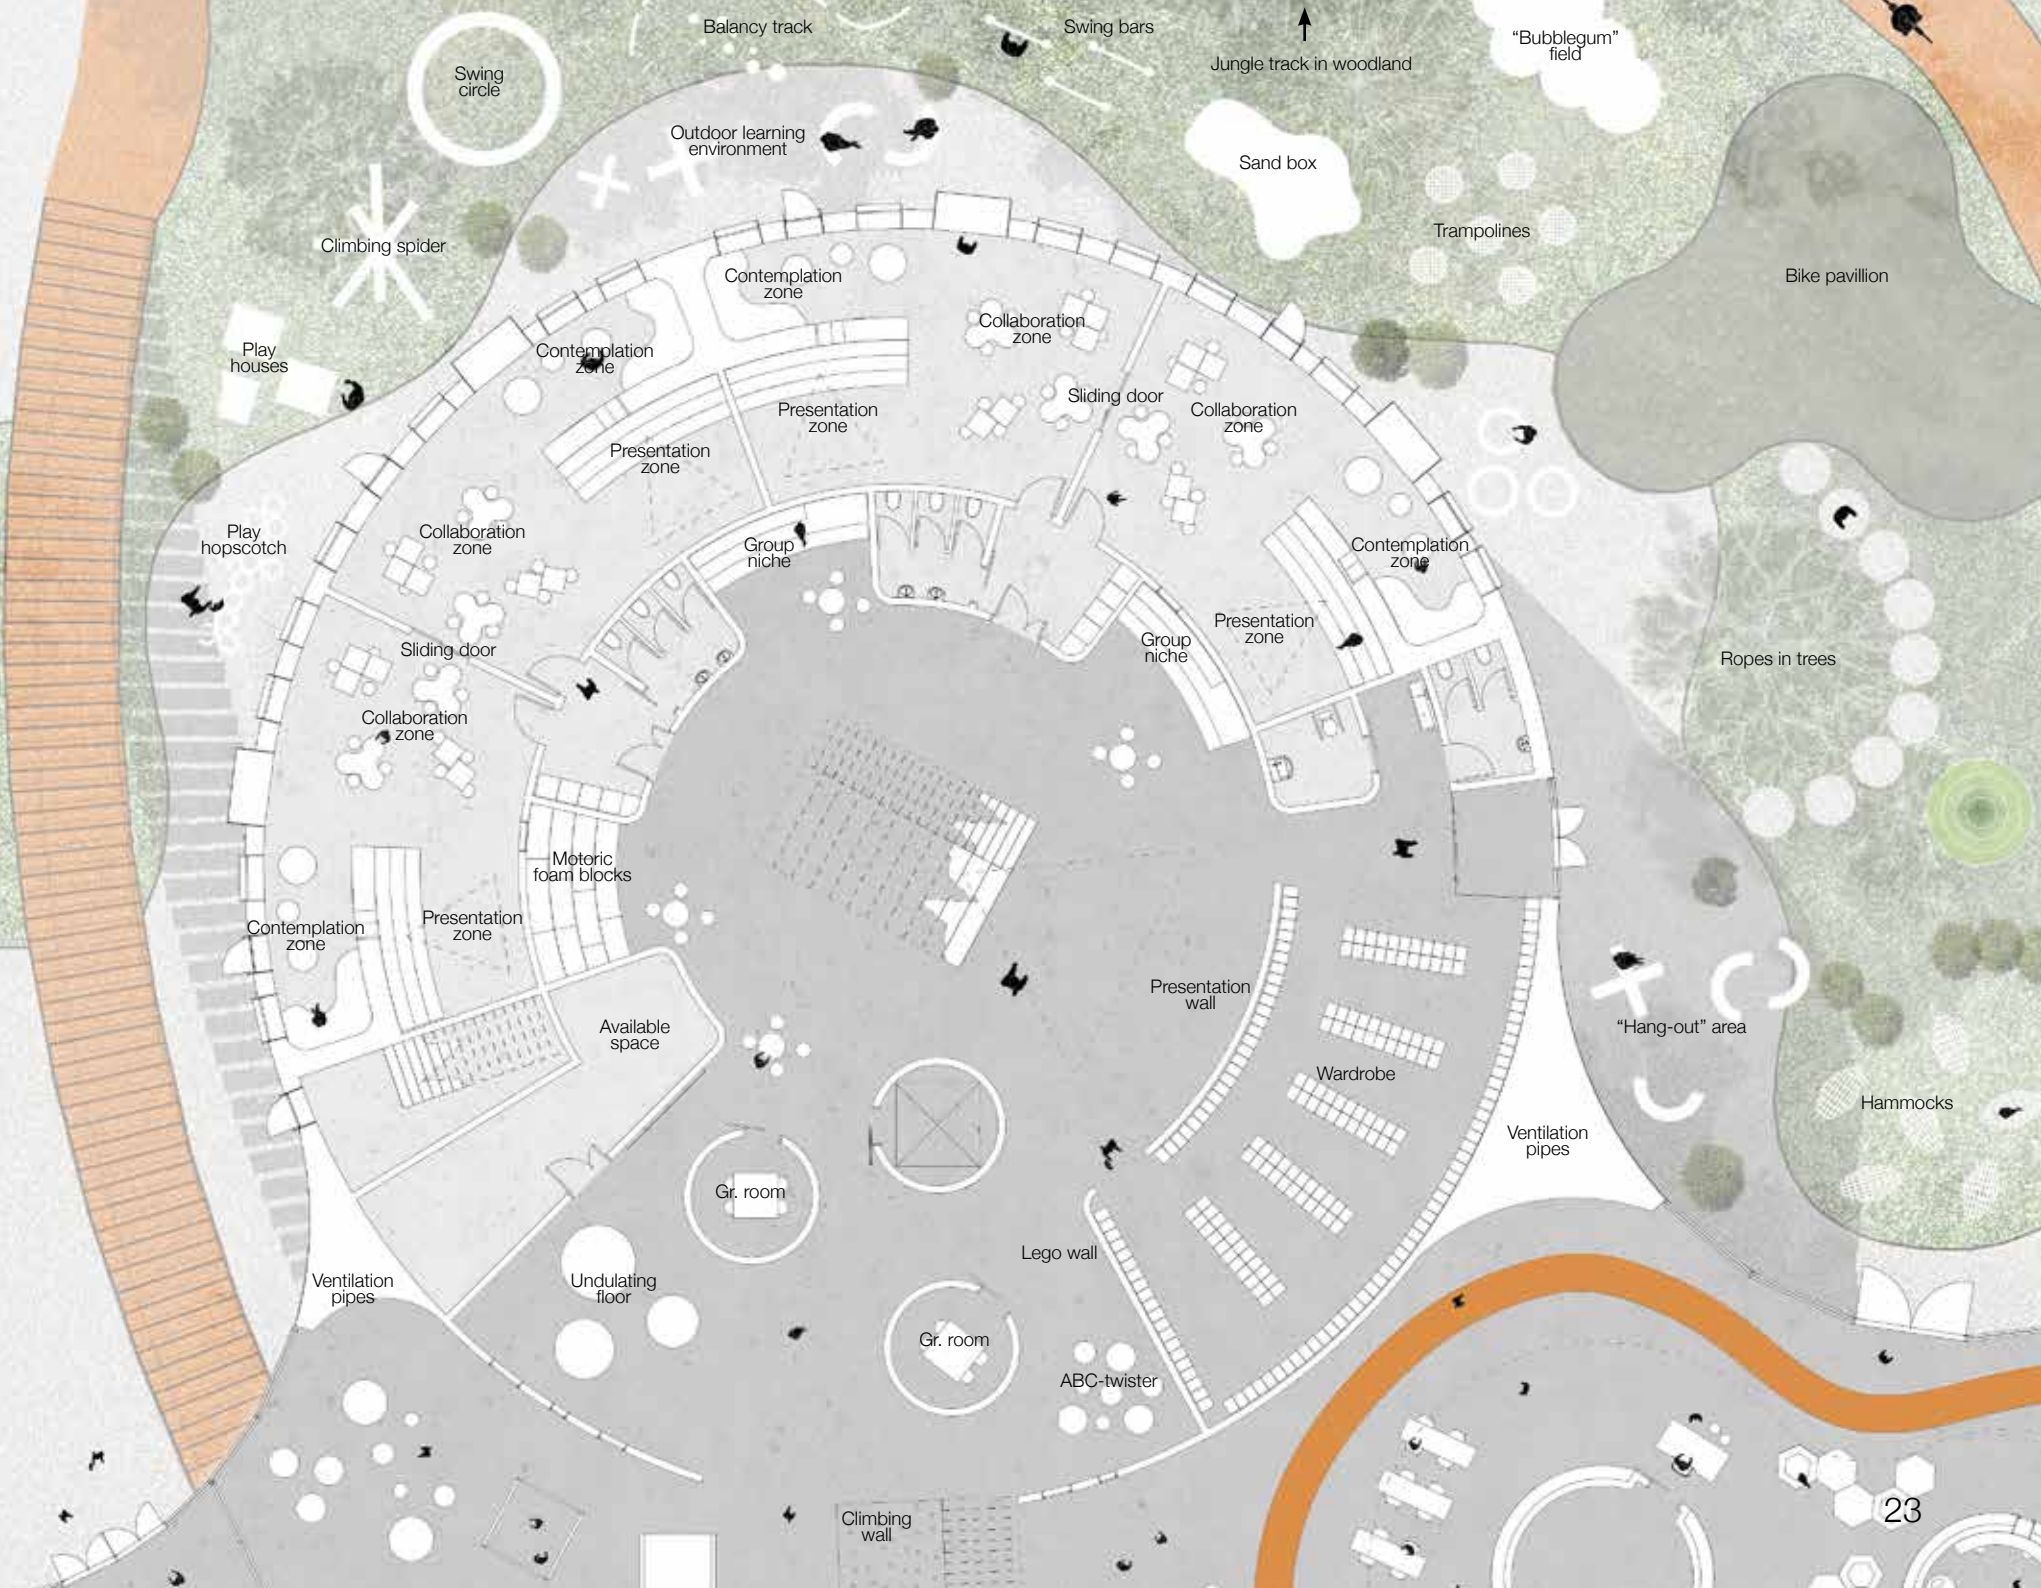 Balancy track
Swing bars
Jungle track in woodland
“Bubblegum”
field
Swing
circle
Outdoor learning
environment
Sand box
Climbing spider
Trampolines
Bike pavillion
Contemplation
zone
Collaboration
zone
Play
houses
Contemplation
zone
Sliding door
Presentation
zone
Collaboration
zone
Presentation
zone
Play
hopscotch
Collaboration
zone
Group
niche
Contemplation
zone
Sliding door
Group
niche
Presentation
zone
Ropes in trees
Collaboration
zone
Motoric
foam blocks
Contemplation
zone
Presentation
zone
Presentation
wall
Available
space
“Hang-out” area
Wardrobe
Hammocks
Ventilation
pipes
Gr. room
Lego wall
Ventilation
pipes
Undulating
floor
Gr. room
ABC-twister
Climbing
wall
23